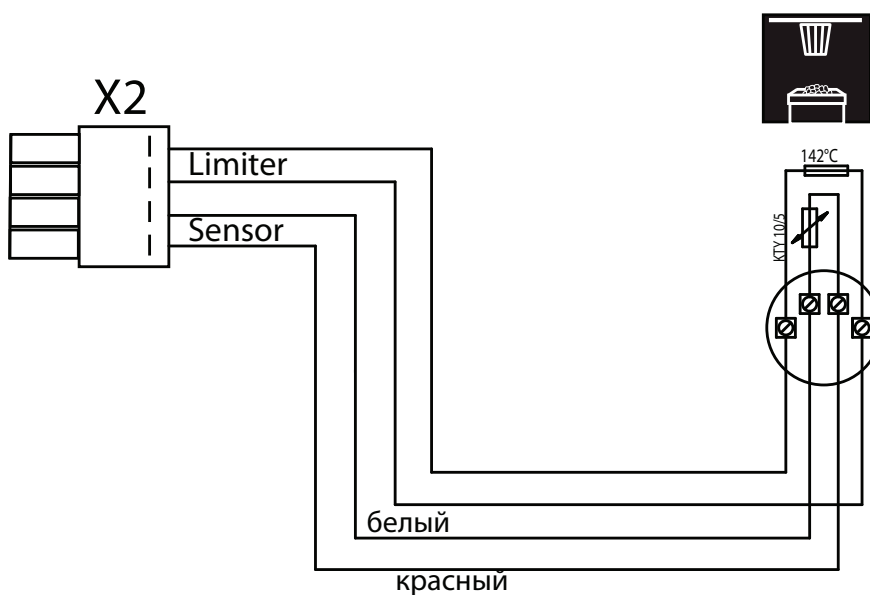 X2
142°C
Limiter
KTY 10/5
Sensor
белый
красный